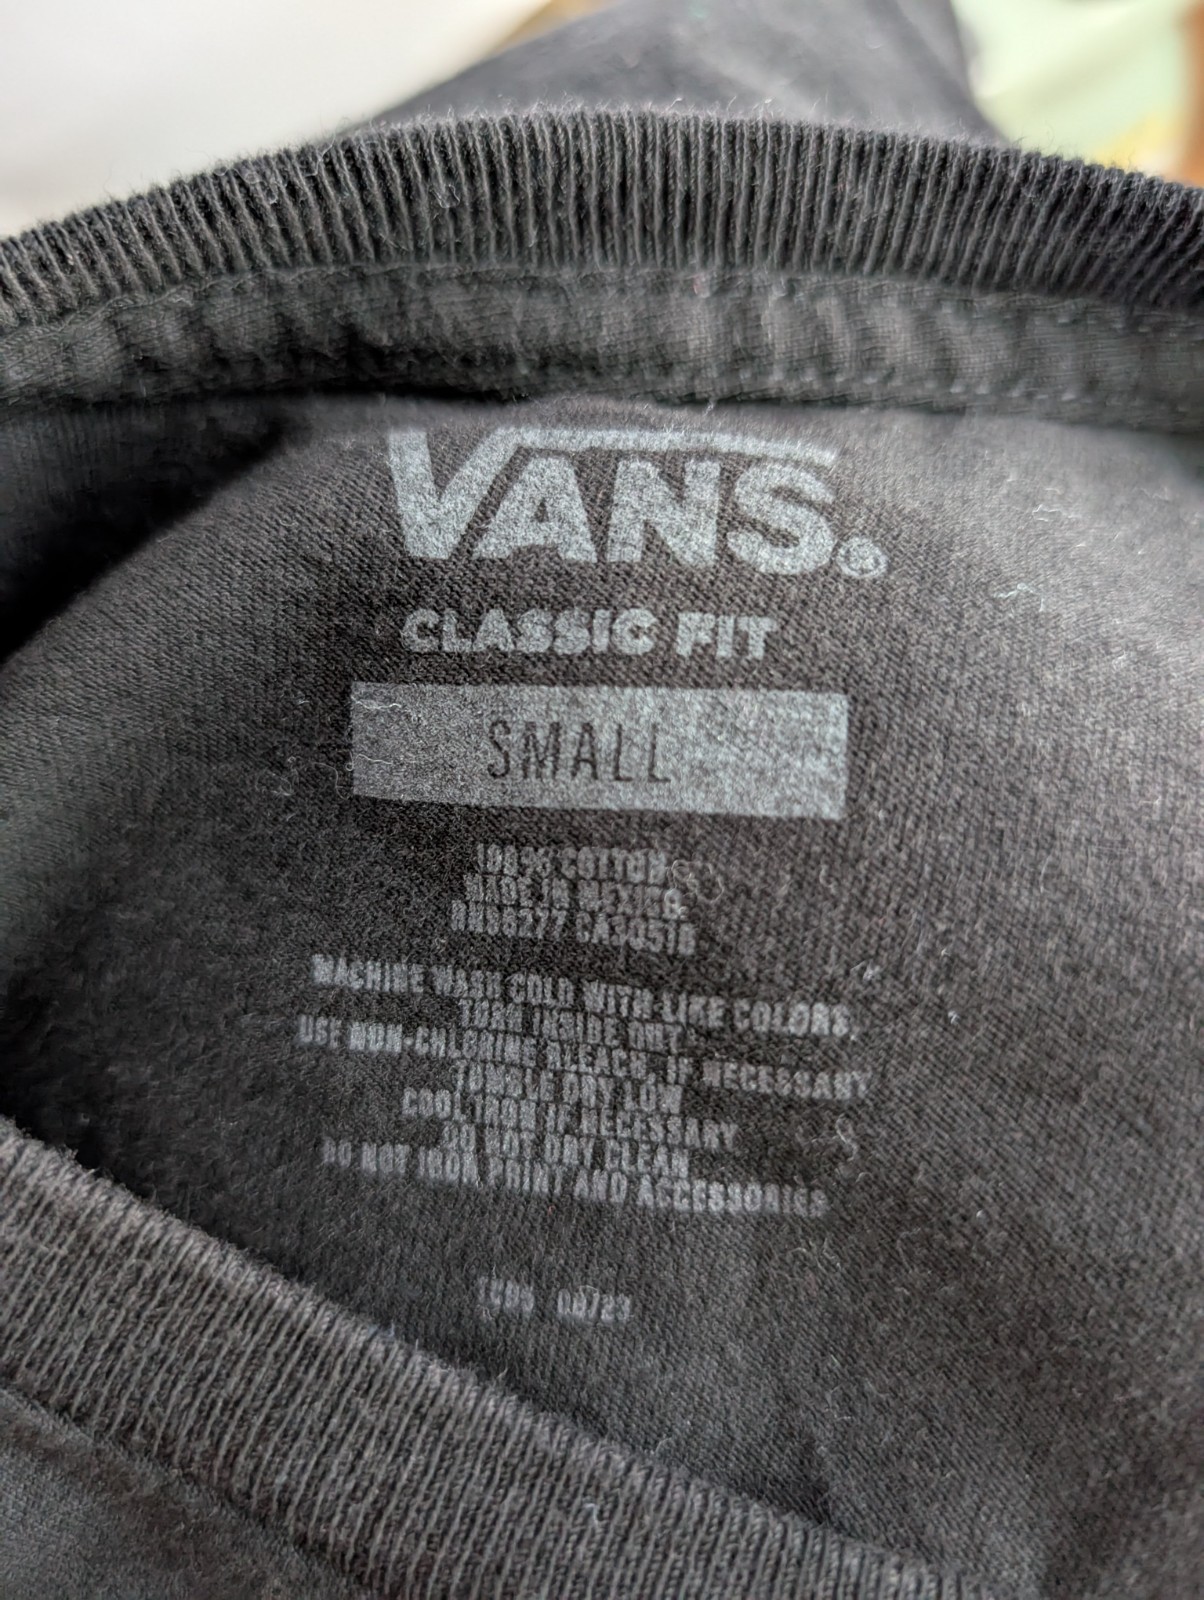 VANS®
CLASSIC FIT
SMALL
100% COTTON
MADE IN MEXICO
RN86277 CA30516
MACHINE WASH COLD WITH LIKE COLORS
TURN INSIDE OUT
USE NON-CHLORINE BLEACH IF NECESSARY
TUMBLE DRY LOW
COOL IRON IF NECESSARY
DO NOT DRY CLEAN
DO NOT IRON PRINT AND ACCESSORIES